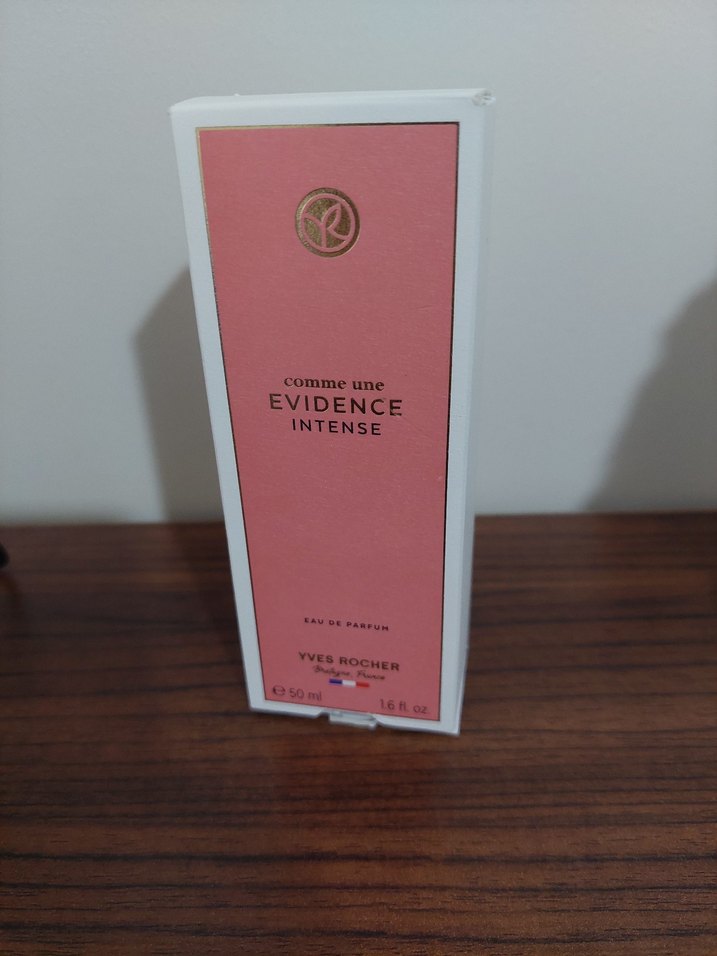 comme une
EVIDENCE
INTENSE
EAU DE PARFUM
YVES ROCHER
Bretagne, France
℮ 50 ml 1.6 fl. oz.